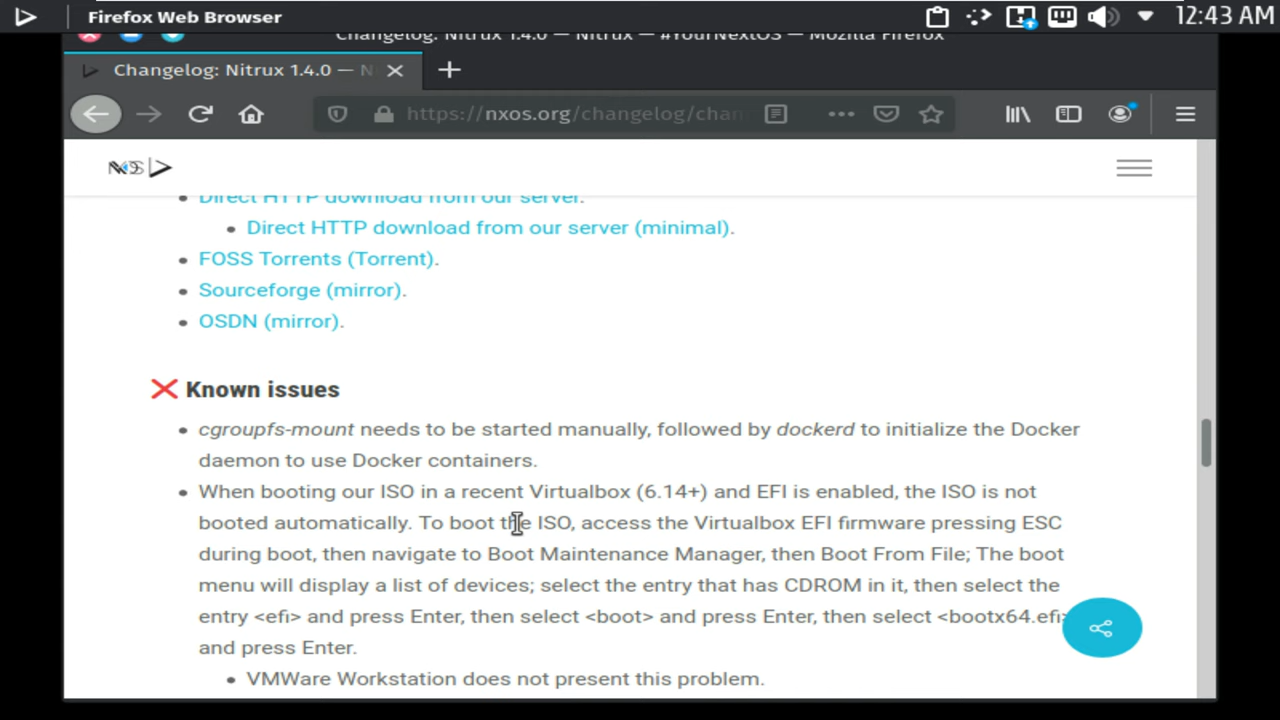 Firefox Web Browser
12:43 AM
Changelog: Nitrux 1.4.0 — Nitrux — #YourNextOS — Mozilla Firefox
Changelog: Nitrux 1.4.0 — N
https://nxos.org/changelog/chan
Direct HTTP download from our server.
Direct HTTP download from our server (minimal).
FOSS Torrents (Torrent).
Sourceforge (mirror).
OSDN (mirror).
Known issues
cgroupfs-mount needs to be started manually, followed by dockerd to initialize the Docker
daemon to use Docker containers.
When booting our ISO in a recent Virtualbox (6.14+) and EFI is enabled, the ISO is not
booted automatically. To boot the ISO, access the Virtualbox EFI firmware pressing ESC
during boot, then navigate to Boot Maintenance Manager, then Boot From File; The boot
menu will display a list of devices; select the entry that has CDROM in it, then select the
entry <efi> and press Enter, then select <boot> and press Enter, then select <bootx64.efi>
and press Enter.
VMWare Workstation does not present this problem.